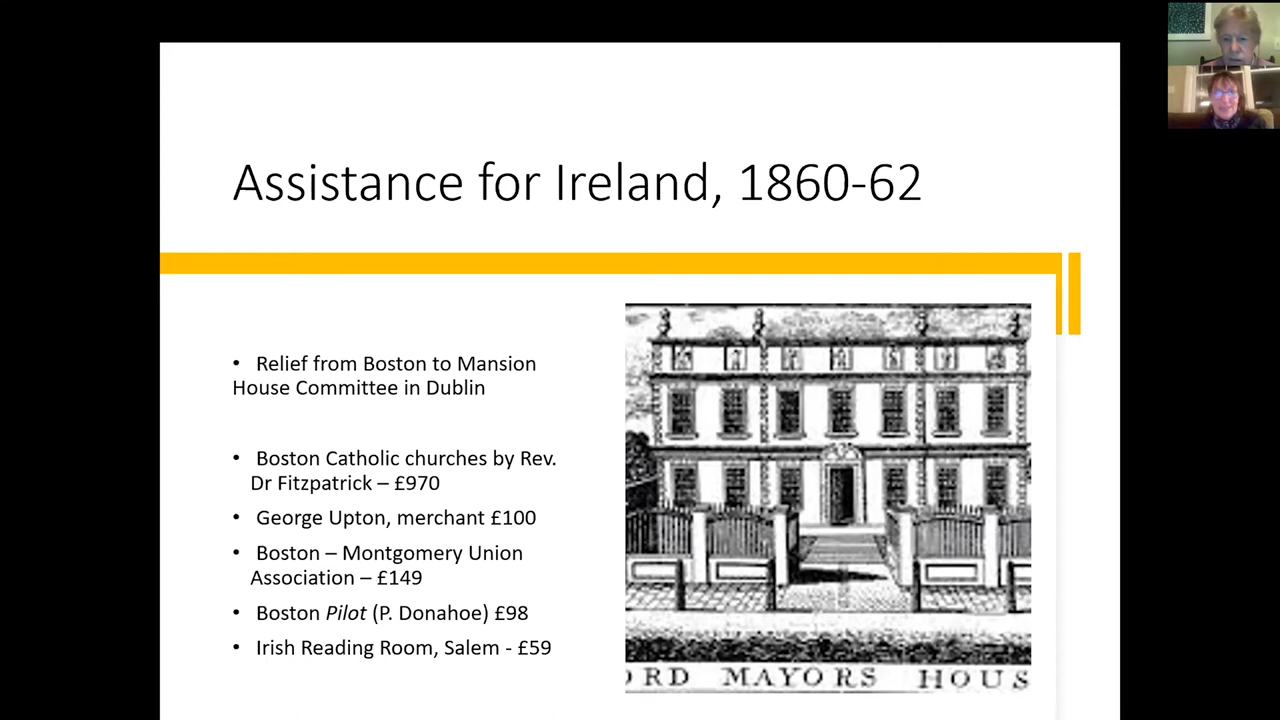 Assistance for Ireland, 1860-62
• Relief from Boston to Mansion
House Committee in Dublin
• Boston Catholic churches by Rev.
Dr Fitzpatrick – £970
• George Upton, merchant £100
• Boston – Montgomery Union
Association – £149
• Boston Pilot (P. Donahoe) £98
• Irish Reading Room, Salem - £59
ORD MAYORS HOUS